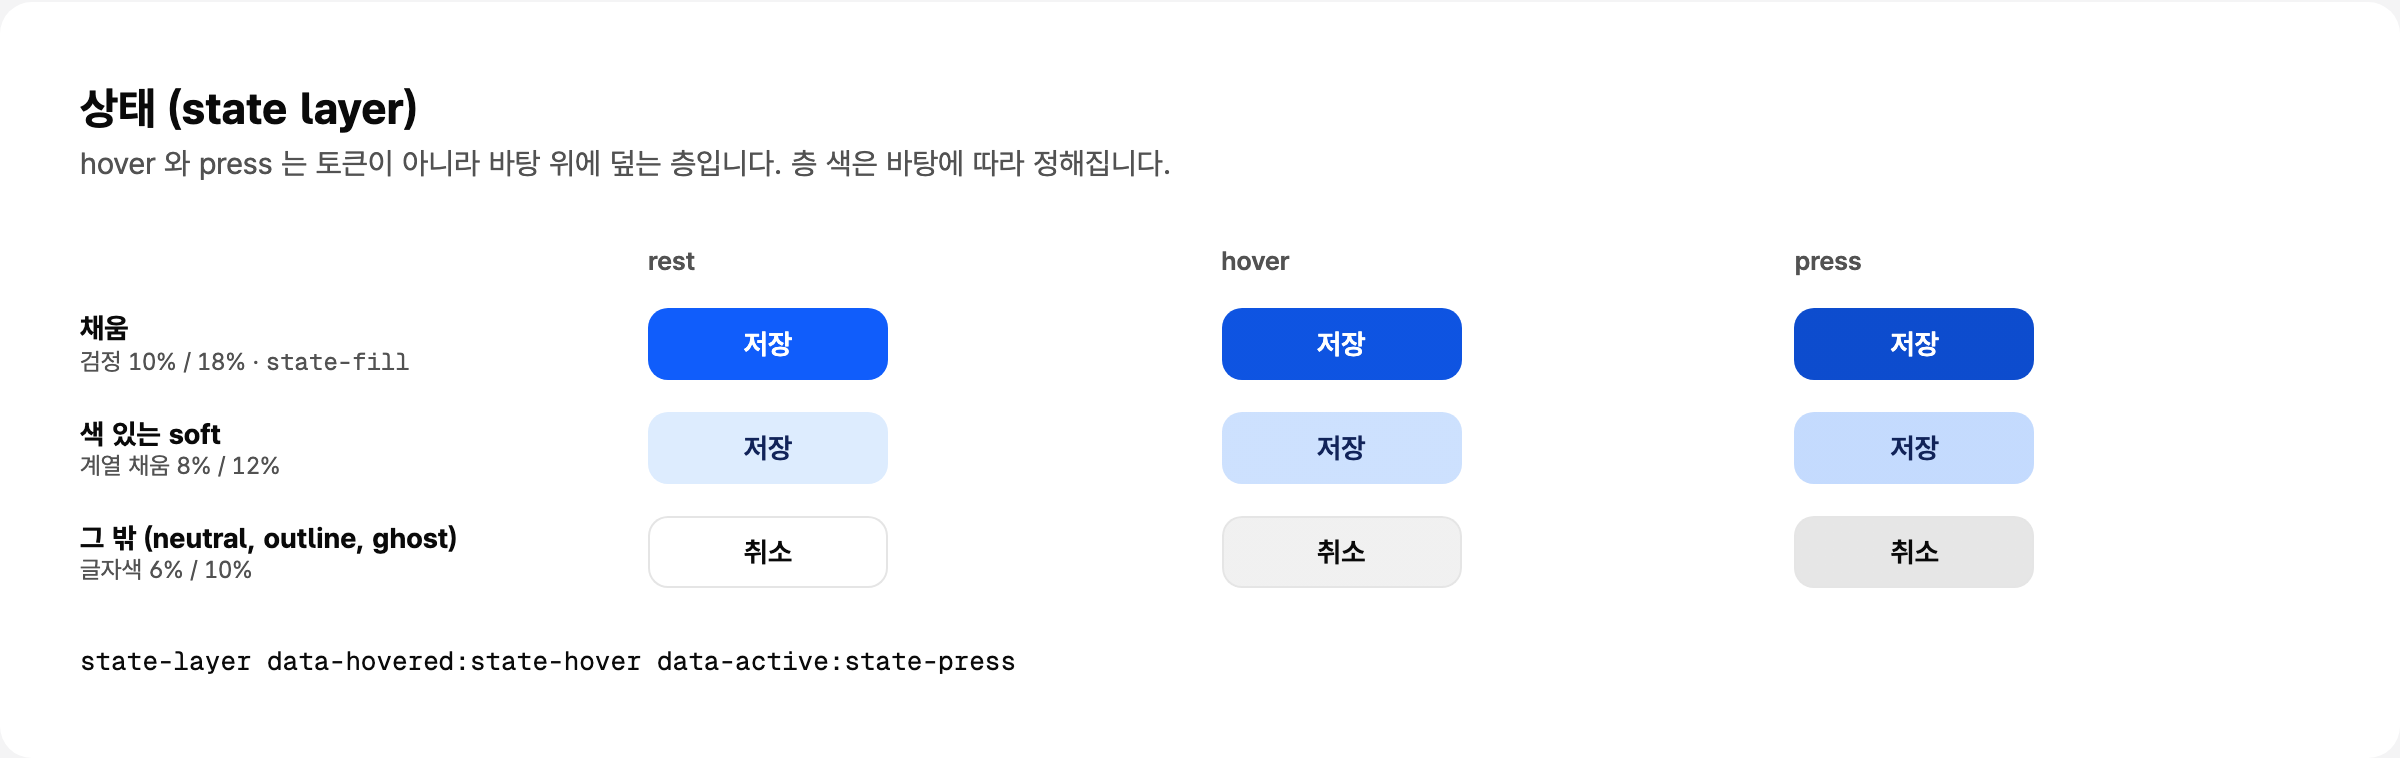 상태 (state layer)
hover 와 press 는 토큰이 아니라 바탕 위에 덮는 층입니다. 층 색은 바탕에 따라 정해집니다.
rest hover press
채움
검정 10% / 18% · state-fill
저장 저장 저장
색 있는 soft
계열 채움 8% / 12%
저장 저장 저장
그 밖 (neutral, outline, ghost)
글자색 6% / 10%
취소 취소 취소
state-layer data-hovered:state-hover data-active:state-press